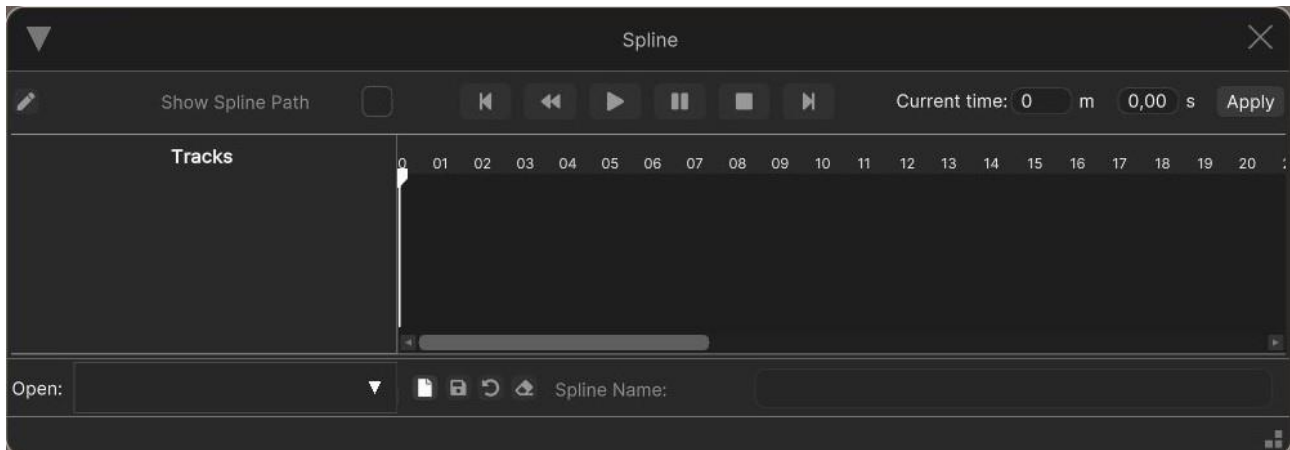 Spline
Show Spline Path
Current time: 0 m 0,00 s Apply
Tracks
0 01 02 03 04 05 06 07 08 09 10 11 12 13 14 15 16 17 18 19 20
Open:
Spline Name: